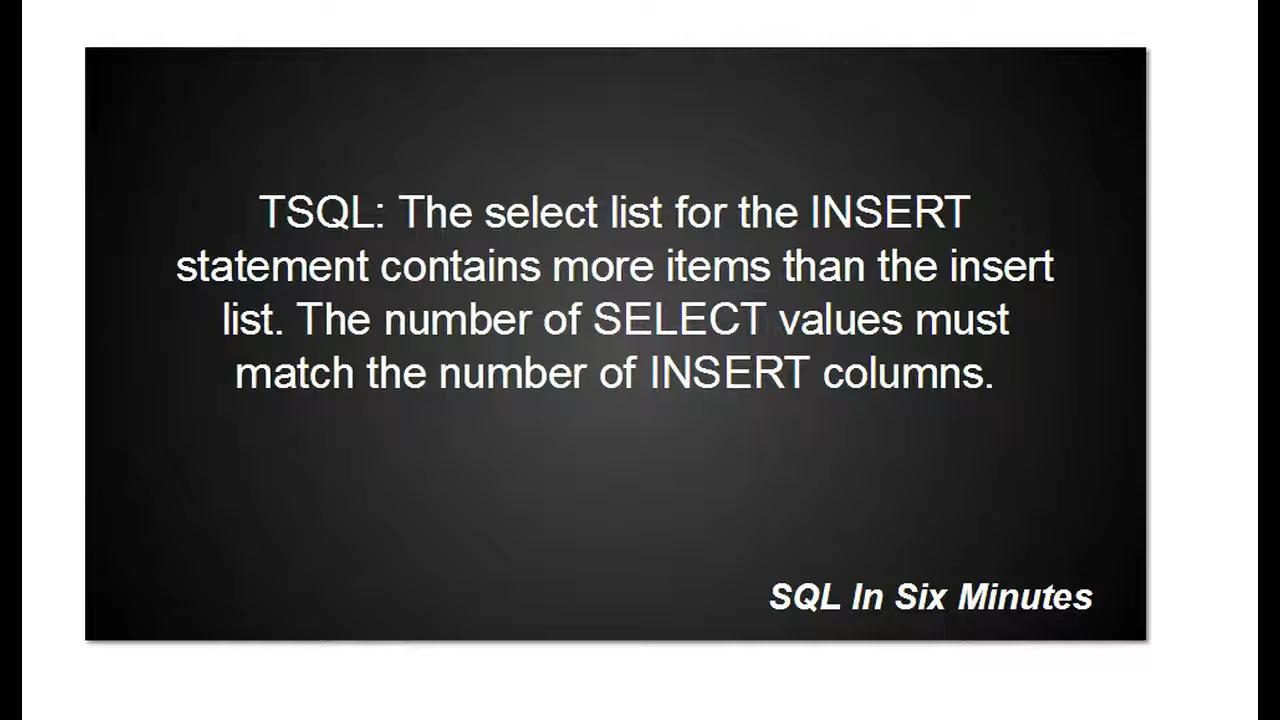 TSQL: The select list for the INSERT
statement contains more items than the insert
list. The number of SELECT values must
match the number of INSERT columns.
SQL In Six Minutes